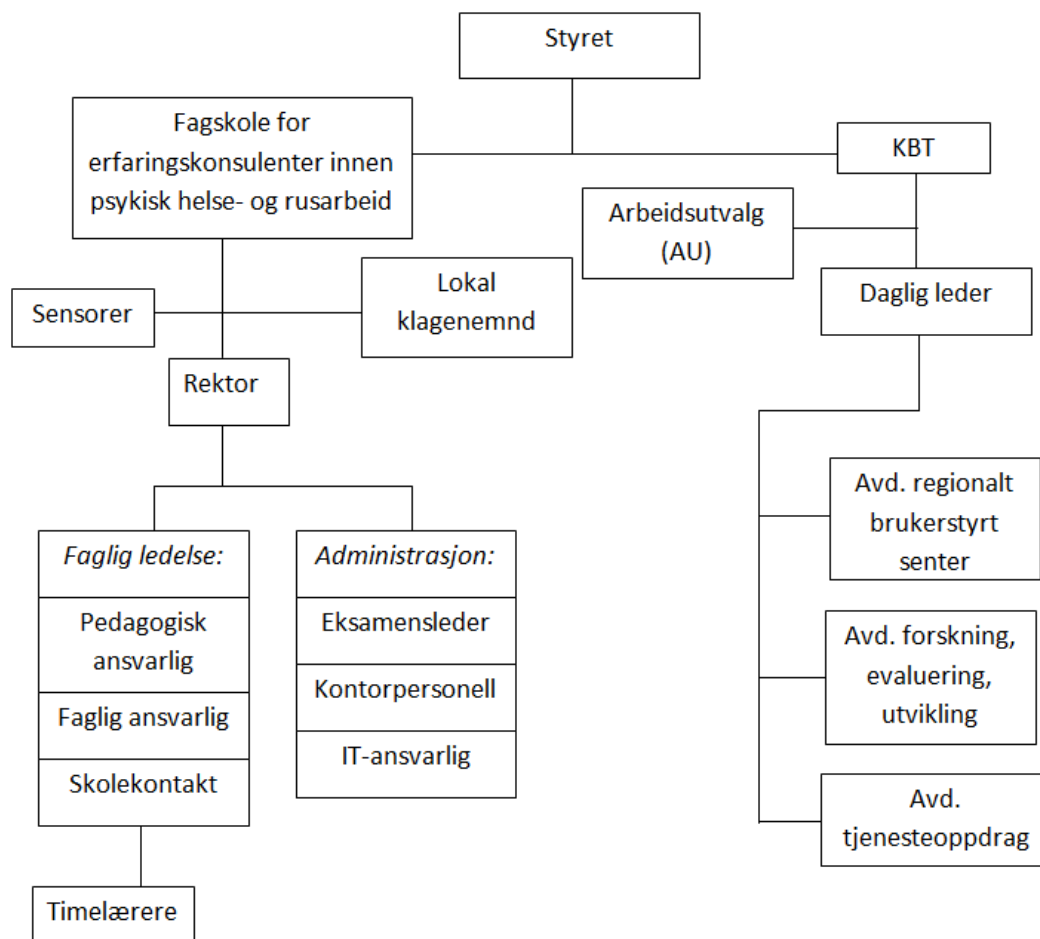 Styret
Fagskole for
erfaringskonsulenter innen
psykisk helse- og rusarbeid
KBT
Arbeidsutvalg
(AU)
Daglig leder
Sensorer
Lokal
klagenemnd
Rektor
Faglig ledelse:
Pedagogisk
ansvarlig
Faglig ansvarlig
Skolekontakt
Timelærere
Administrasjon:
Eksamensleder
Kontorpersonell
IT-ansvarlig
Avd. regionalt
brukerstyrt
senter
Avd. forskning,
evaluering,
utvikling
Avd.
tjenesteoppdrag